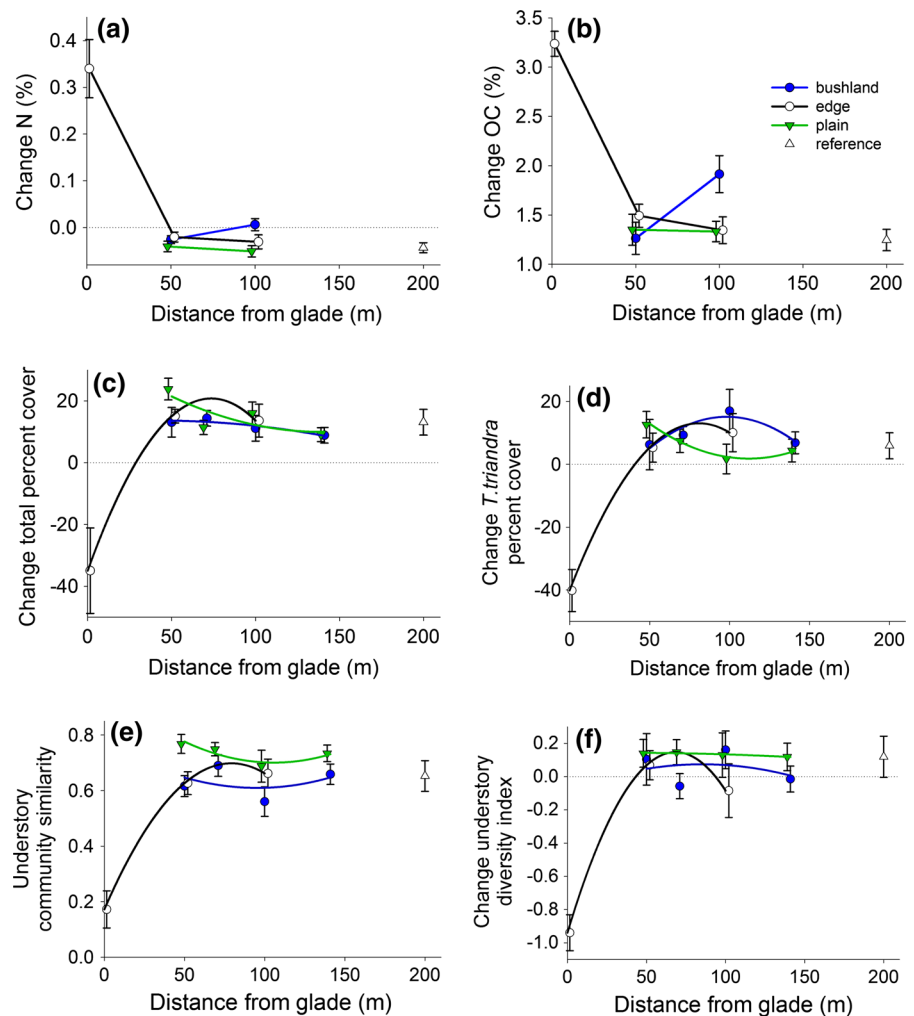 (a)
Change N (%)
0.4
0.3
0.2
0.1
0.0
0 50 100 150 200
Distance from glade (m)
(b)
Change OC (%)
3.5
3.0
2.5
2.0
1.5
1.0
bushland
edge
plain
reference
0 50 100 150 200
Distance from glade (m)
(c)
Change total percent cover
20
0
-20
-40
0 50 100 150 200
Distance from glade (m)
(d)
Change T.triandra
percent cover
20
10
0
-20
-40
0 50 100 150 200
Distance from glade (m)
(e)
Understory
community similarity
0.8
0.6
0.4
0.2
0.0
0 50 100 150 200
Distance from glade (m)
(f)
Change understory
diversity index
0.2
0.0
-0.2
-0.4
-0.6
-0.8
-1.0
0 50 100 150 200
Distance from glade (m)